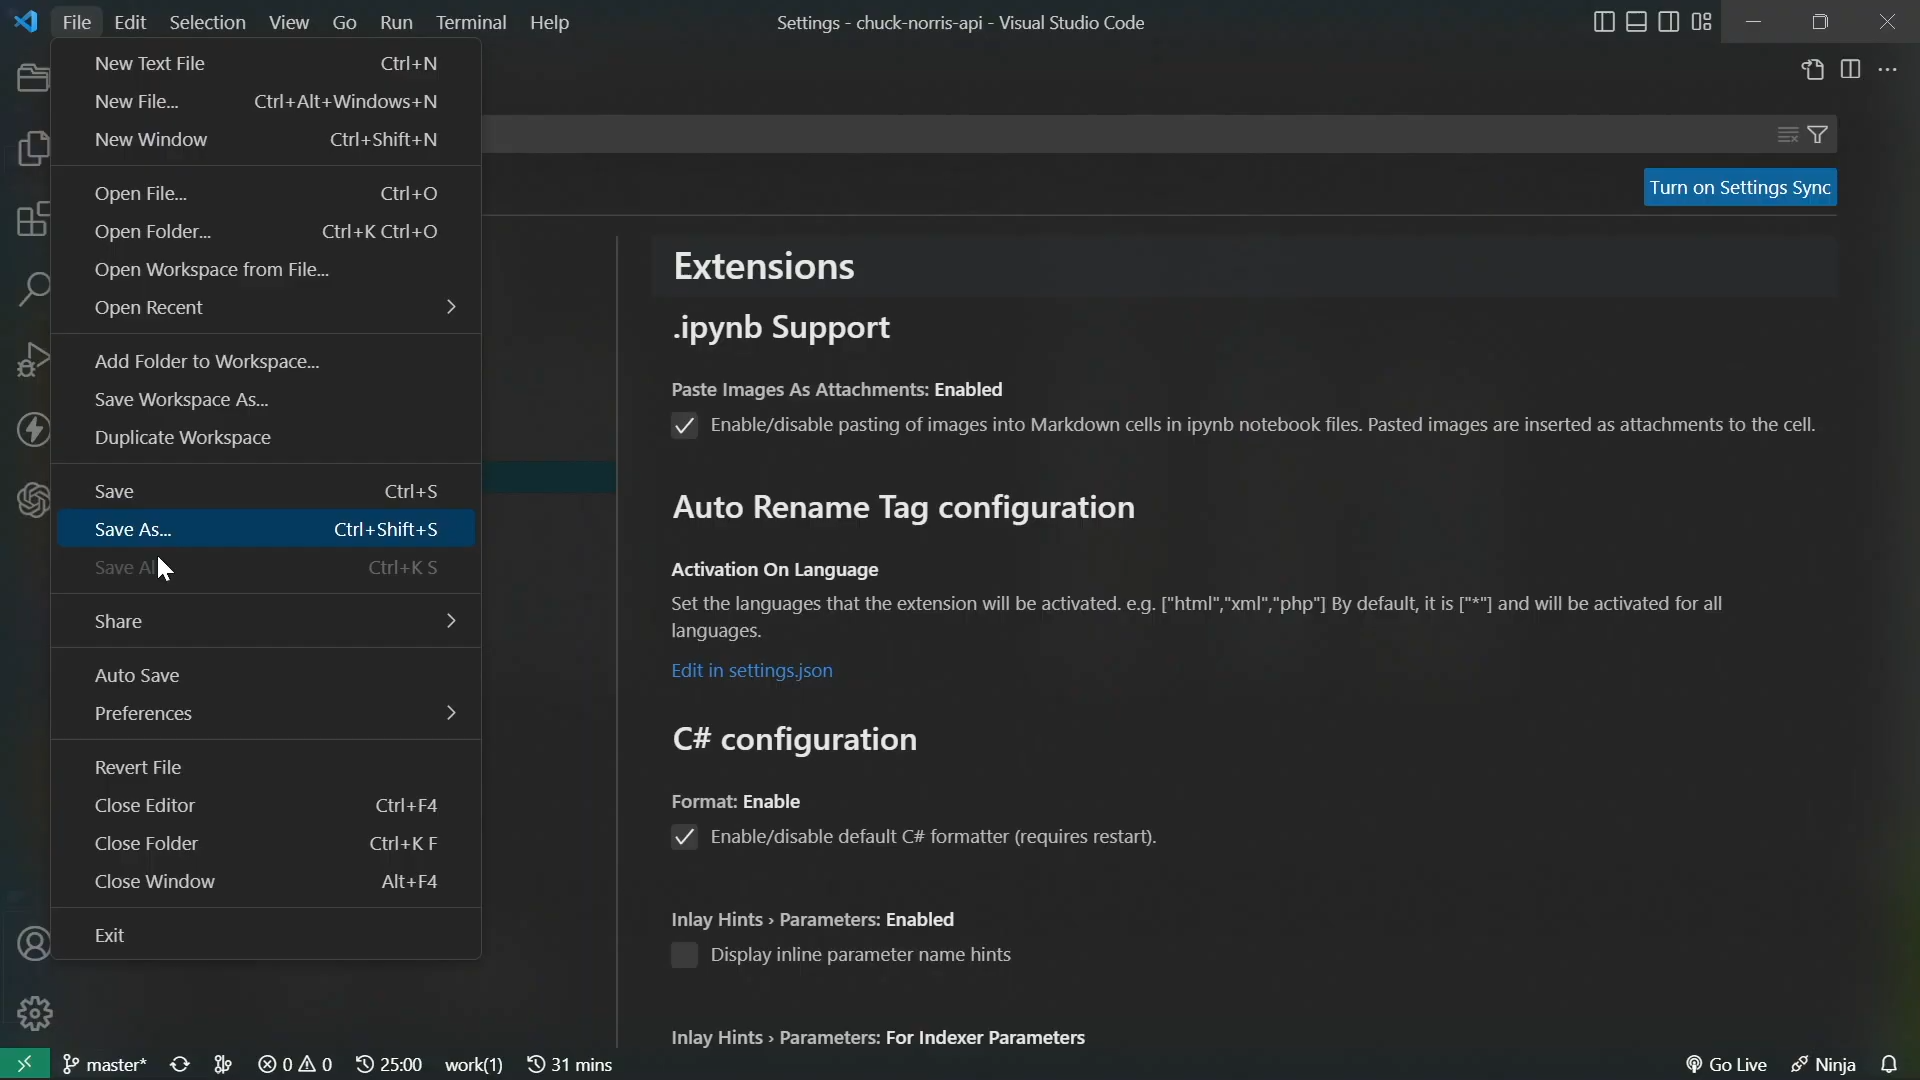 File Edit Selection View Go Run Terminal Help
Settings - chuck-norris-api - Visual Studio Code
New Text File Ctrl+N
New File... Ctrl+Alt+Windows+N
New Window Ctrl+Shift+N
Open File... Ctrl+O
Open Folder... Ctrl+K Ctrl+O
Open Workspace from File...
Open Recent
Add Folder to Workspace...
Save Workspace As...
Duplicate Workspace
Save Ctrl+S
Save As... Ctrl+Shift+S
Save Al Ctrl+K S
Share
Auto Save
Preferences
Revert File
Close Editor Ctrl+F4
Close Folder Ctrl+K F
Close Window Alt+F4
Exit
Turn on Settings Sync
Extensions
.ipynb Support
Paste Images As Attachments: Enabled
Enable/disable pasting of images into Markdown cells in ipynb notebook files. Pasted images are inserted as attachments to the cell.
Auto Rename Tag configuration
Activation On Language
Set the languages that the extension will be activated. e.g. ["html","xml","php"] By default, it is ["*"] and will be activated for all
languages.
Edit in settings.json
C# configuration
Format: Enable
Enable/disable default C# formatter (requires restart).
Inlay Hints › Parameters: Enabled
Display inline parameter name hints
Inlay Hints › Parameters: For Indexer Parameters
master* 0 0 25:00 work(1) 31 mins
Go Live Ninja